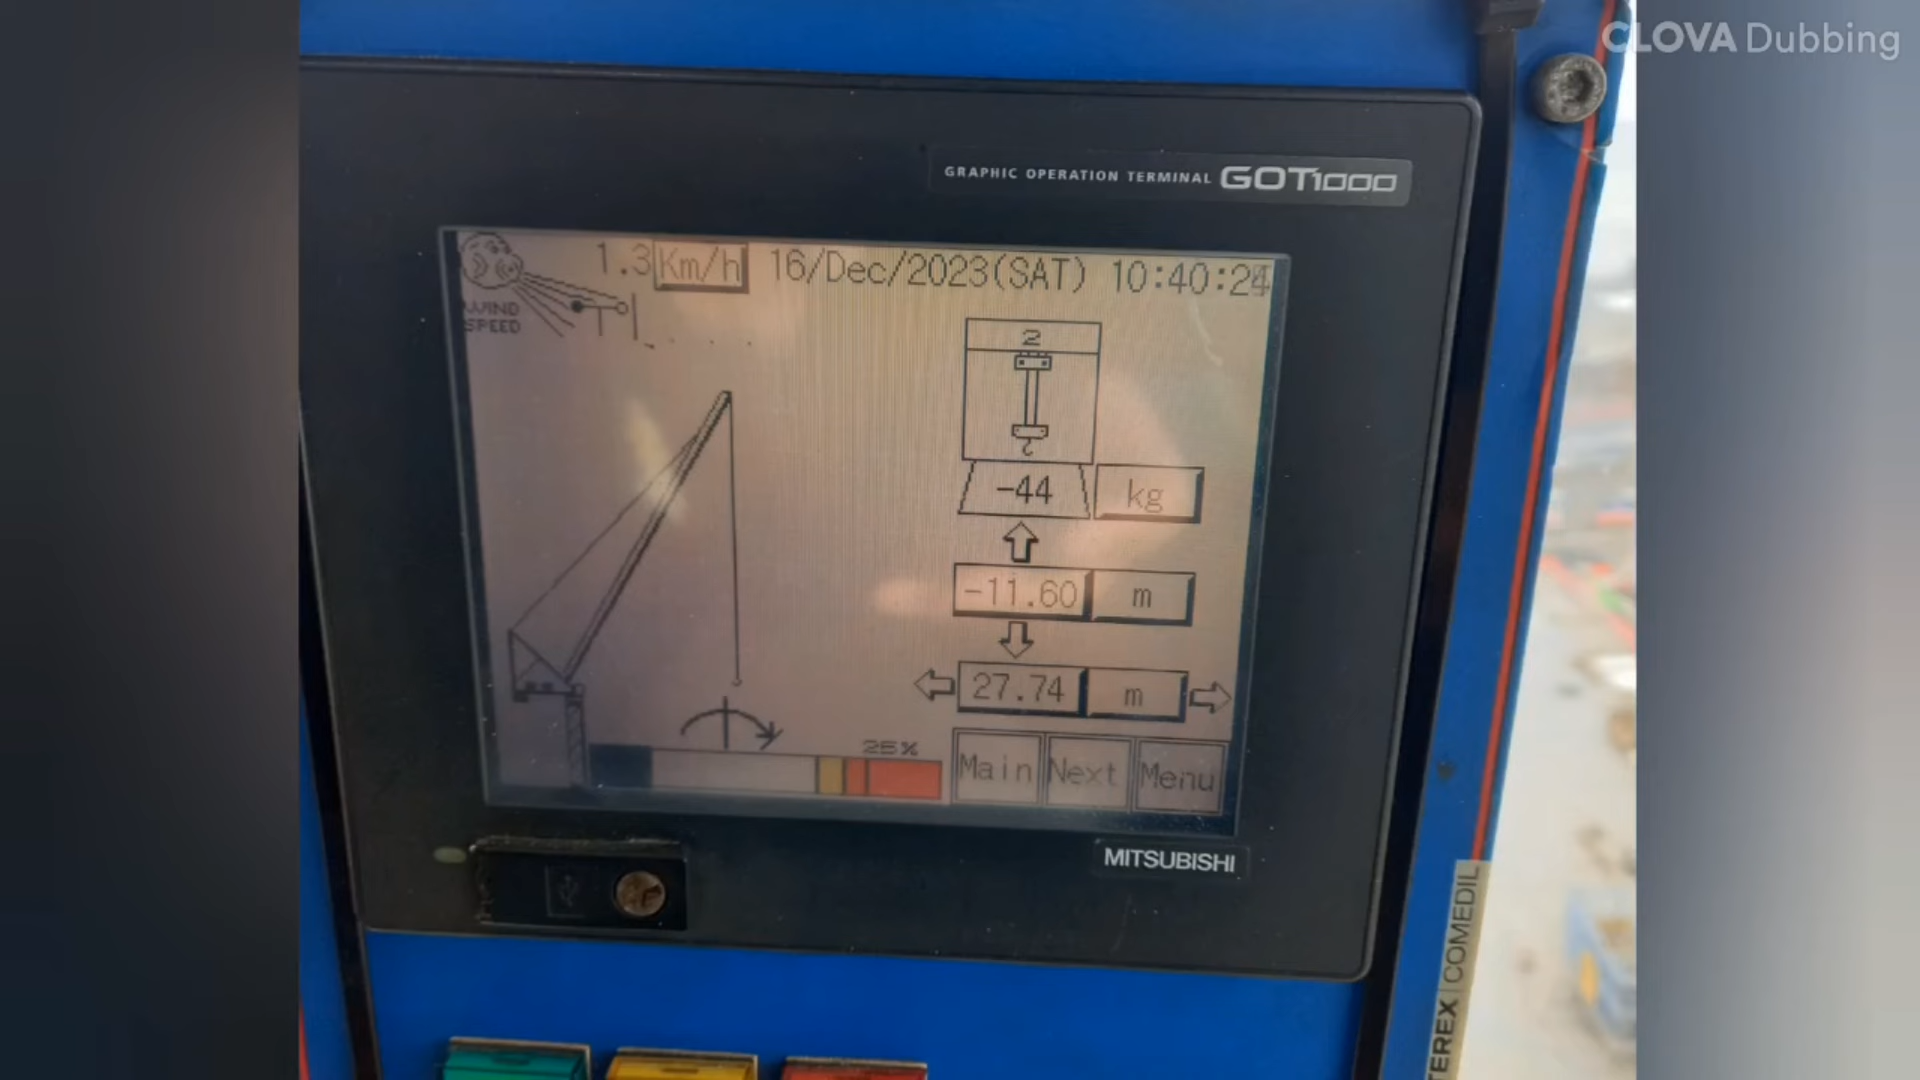 CLOVA Dubbing
GRAPHIC OPERATION TERMINAL GOT1000
1.3 Km/h 16/Dec/2023(SAT) 10:40:24
WIND
SPEED
2
-44 kg
-11.60 m
27.74 m
25%
Main Next Menu
MITSUBISHI
TEREX | COMEDIL